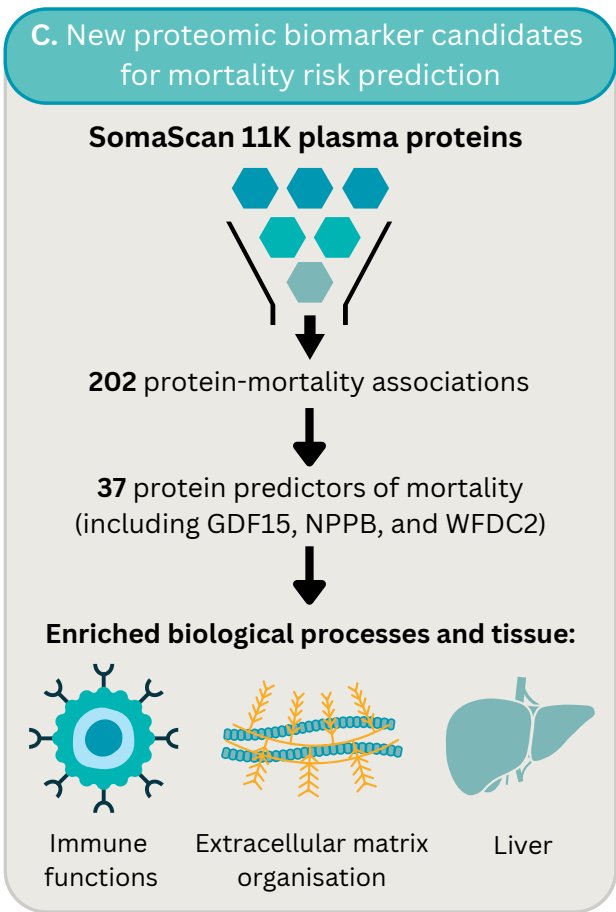 C. New proteomic biomarker candidates
for mortality risk prediction
SomaScan 11K plasma proteins
202 protein-mortality associations
37 protein predictors of mortality
(including GDF15, NPPB, and WFDC2)
Enriched biological processes and tissue:
Immune
functions
Extracellular matrix
organisation
Liver